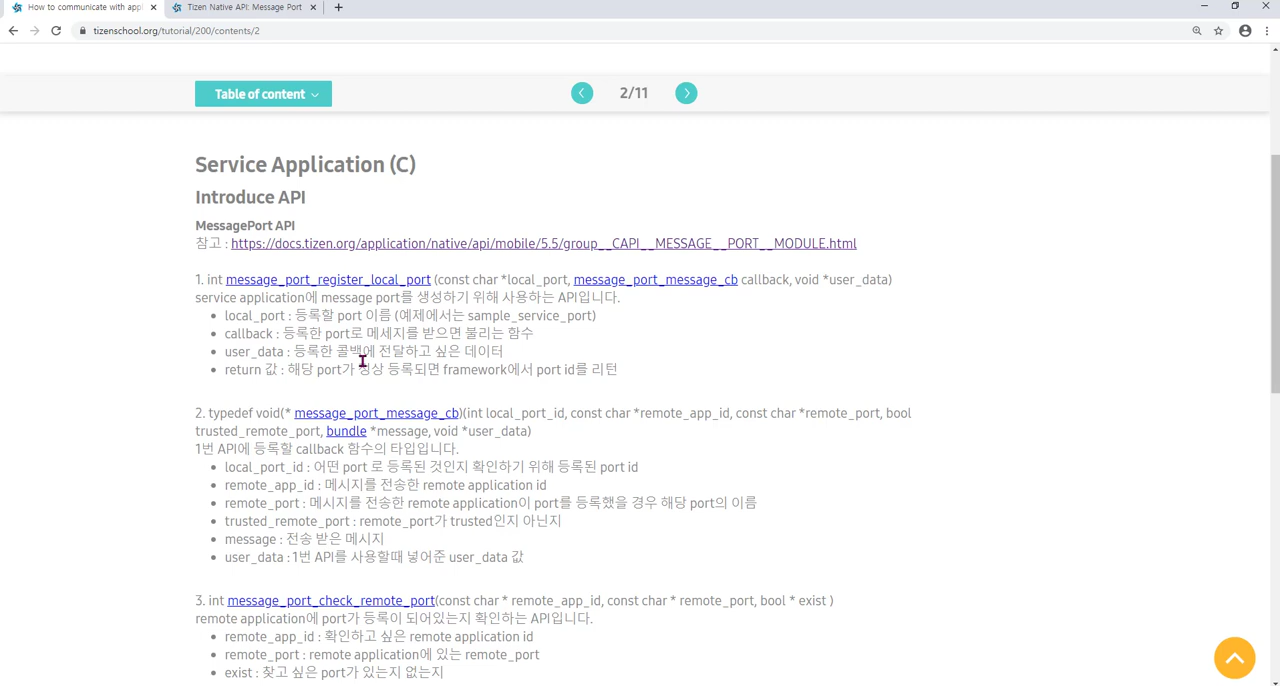 How to communicate with appl
Tizen Native API: Message Port
tizenschool.org/tutorial/200/contents/2
Table of content
2/11
Service Application (C)
Introduce API
MessagePort API
참고 : https://docs.tizen.org/application/native/api/mobile/5.5/group__CAPI__MESSAGE__PORT__MODULE.html
1. int message_port_register_local_port (const char *local_port, message_port_message_cb callback, void *user_data)
service application에 message port를 생성하기 위해 사용하는 API입니다.
local_port : 등록할 port 이름 (예제에서는 sample_service_port)
callback : 등록한 port로 메세지를 받으면 불리는 함수
user_data : 등록한 콜백에 전달하고 싶은 데이터
return 값 : 해당 port가 정상 등록되면 framework에서 port id를 리턴
2. typedef void(* message_port_message_cb)(int local_port_id, const char *remote_app_id, const char *remote_port, bool
trusted_remote_port, bundle *message, void *user_data)
1번 API에 등록할 callback 함수의 타입입니다.
local_port_id : 어떤 port 로 등록된 것인지 확인하기 위해 등록된 port id
remote_app_id : 메시지를 전송한 remote application id
remote_port : 메시지를 전송한 remote application이 port를 등록했을 경우 해당 port의 이름
trusted_remote_port : remote_port가 trusted인지 아닌지
message : 전송 받은 메시지
user_data : 1번 API를 사용할때 넣어준 user_data 값
3. int message_port_check_remote_port(const char * remote_app_id, const char * remote_port, bool * exist )
remote application에 port가 등록이 되어있는지 확인하는 API입니다.
remote_app_id : 확인하고 싶은 remote application id
remote_port : remote application에 있는 remote_port
exist : 찾고 싶은 port가 있는지 없는지